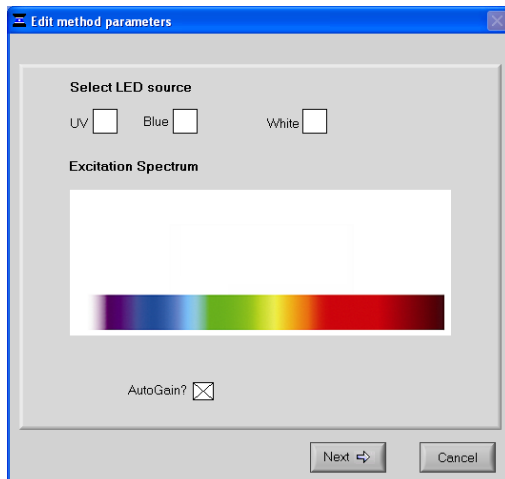 Edit method parameters
Select LED source
UV Blue White
Excitation Spectrum
AutoGain?
Next Cancel